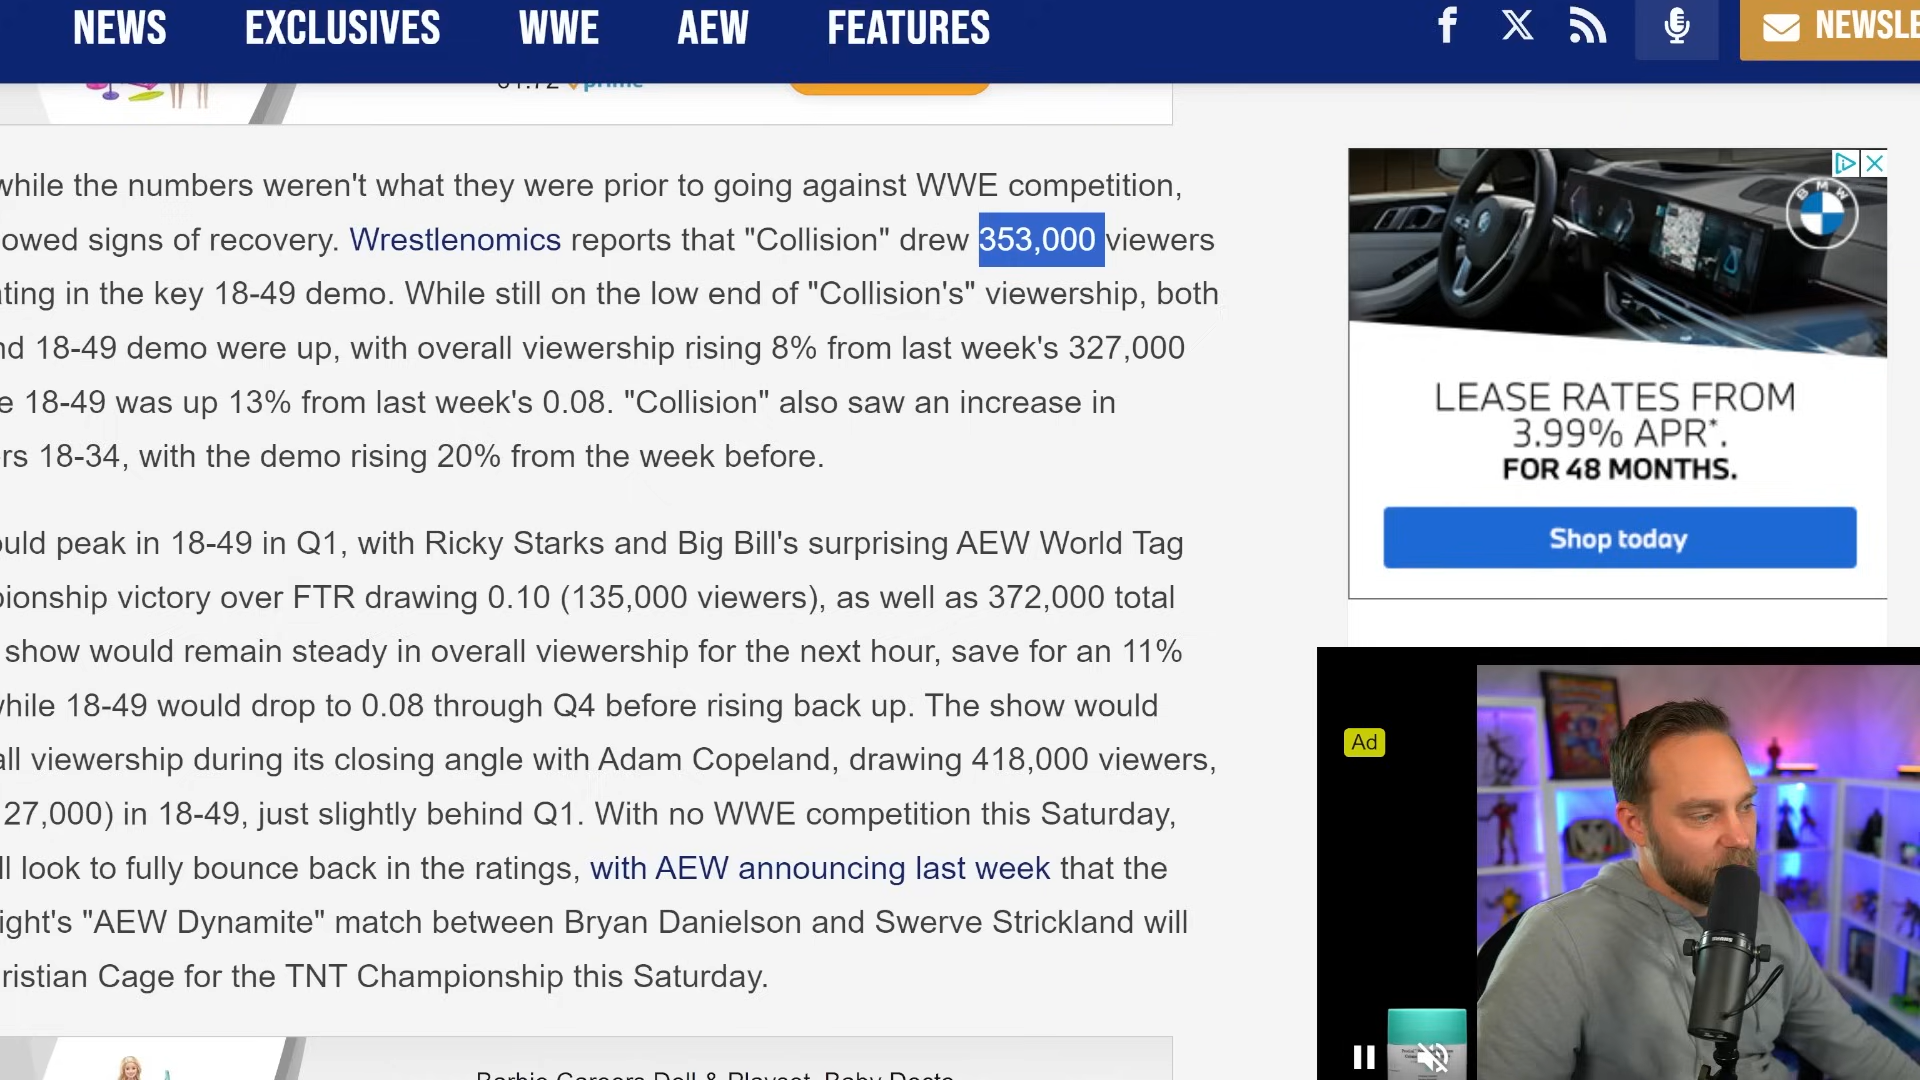 NEWS EXCLUSIVES WWE AEW FEATURES
while the numbers weren't what they were prior to going against WWE competition,
owed signs of recovery. Wrestlenomics reports that "Collision" drew 353,000 viewers
ting in the key 18-49 demo. While still on the low end of "Collision's" viewership, both
nd 18-49 demo were up, with overall viewership rising 8% from last week's 327,000
e 18-49 was up 13% from last week's 0.08. "Collision" also saw an increase in
rs 18-34, with the demo rising 20% from the week before.
ould peak in 18-49 in Q1, with Ricky Starks and Big Bill's surprising AEW World Tag
pionship victory over FTR drawing 0.10 (135,000 viewers), as well as 372,000 total
show would remain steady in overall viewership for the next hour, save for an 11%
while 18-49 would drop to 0.08 through Q4 before rising back up. The show would
all viewership during its closing angle with Adam Copeland, drawing 418,000 viewers,
27,000) in 18-49, just slightly behind Q1. With no WWE competition this Saturday,
ll look to fully bounce back in the ratings, with AEW announcing last week that the
ight's "AEW Dynamite" match between Bryan Danielson and Swerve Strickland will
ristian Cage for the TNT Championship this Saturday.
BMW
LEASE RATES FROM
3.99% APR*.
FOR 48 MONTHS.
Shop today
Ad